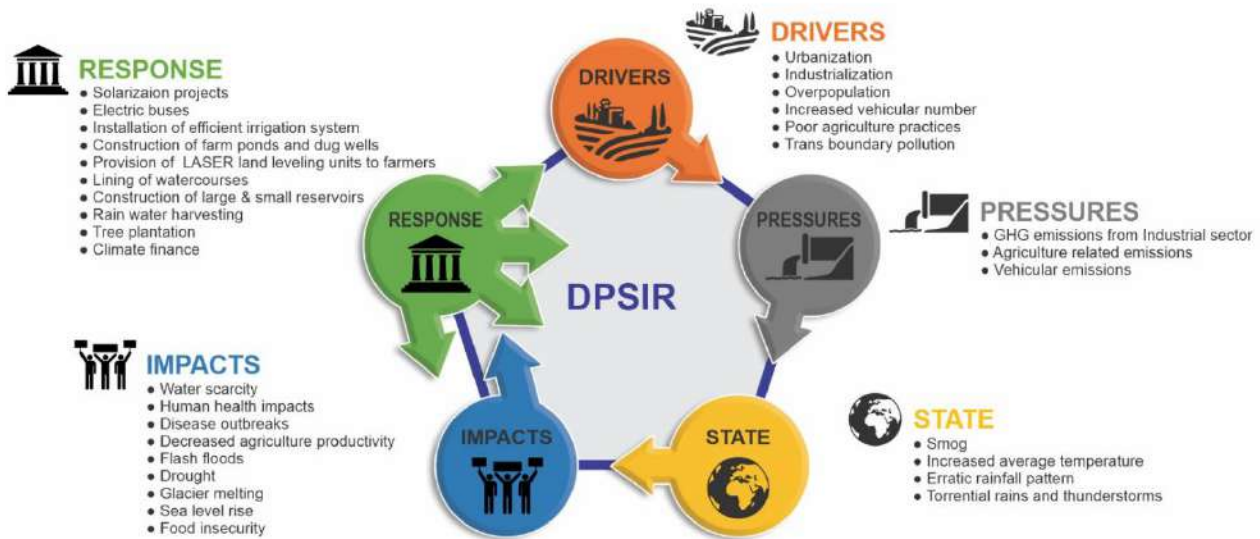 DRIVERS
● Urbanization
● Industrialization
● Overpopulation
● Increased vehicular number
● Poor agriculture practices
● Trans boundary pollution
RESPONSE
● Solarizaion projects
● Electric buses
● Installation of efficient irrigation system
● Construction of farm ponds and dug wells
● Provision of LASER land leveling units to farmers
● Lining of watercourses
● Construction of large & small reservoirs
● Rain water harvesting
● Tree plantation
● Climate finance
DRIVERS
RESPONSE
PRESSURES
PRESSURES
● GHG emissions from Industrial sector
● Agriculture related emissions
● Vehicular emissions
DPSIR
IMPACTS
● Water scarcity
● Human health impacts
● Disease outbreaks
● Decreased agriculture productivity
● Flash floods
● Drought
● Glacier melting
● Sea level rise
● Food insecurity
IMPACTS
STATE
STATE
● Smog
● Increased average temperature
● Erratic rainfall pattern
● Torrential rains and thunderstorms